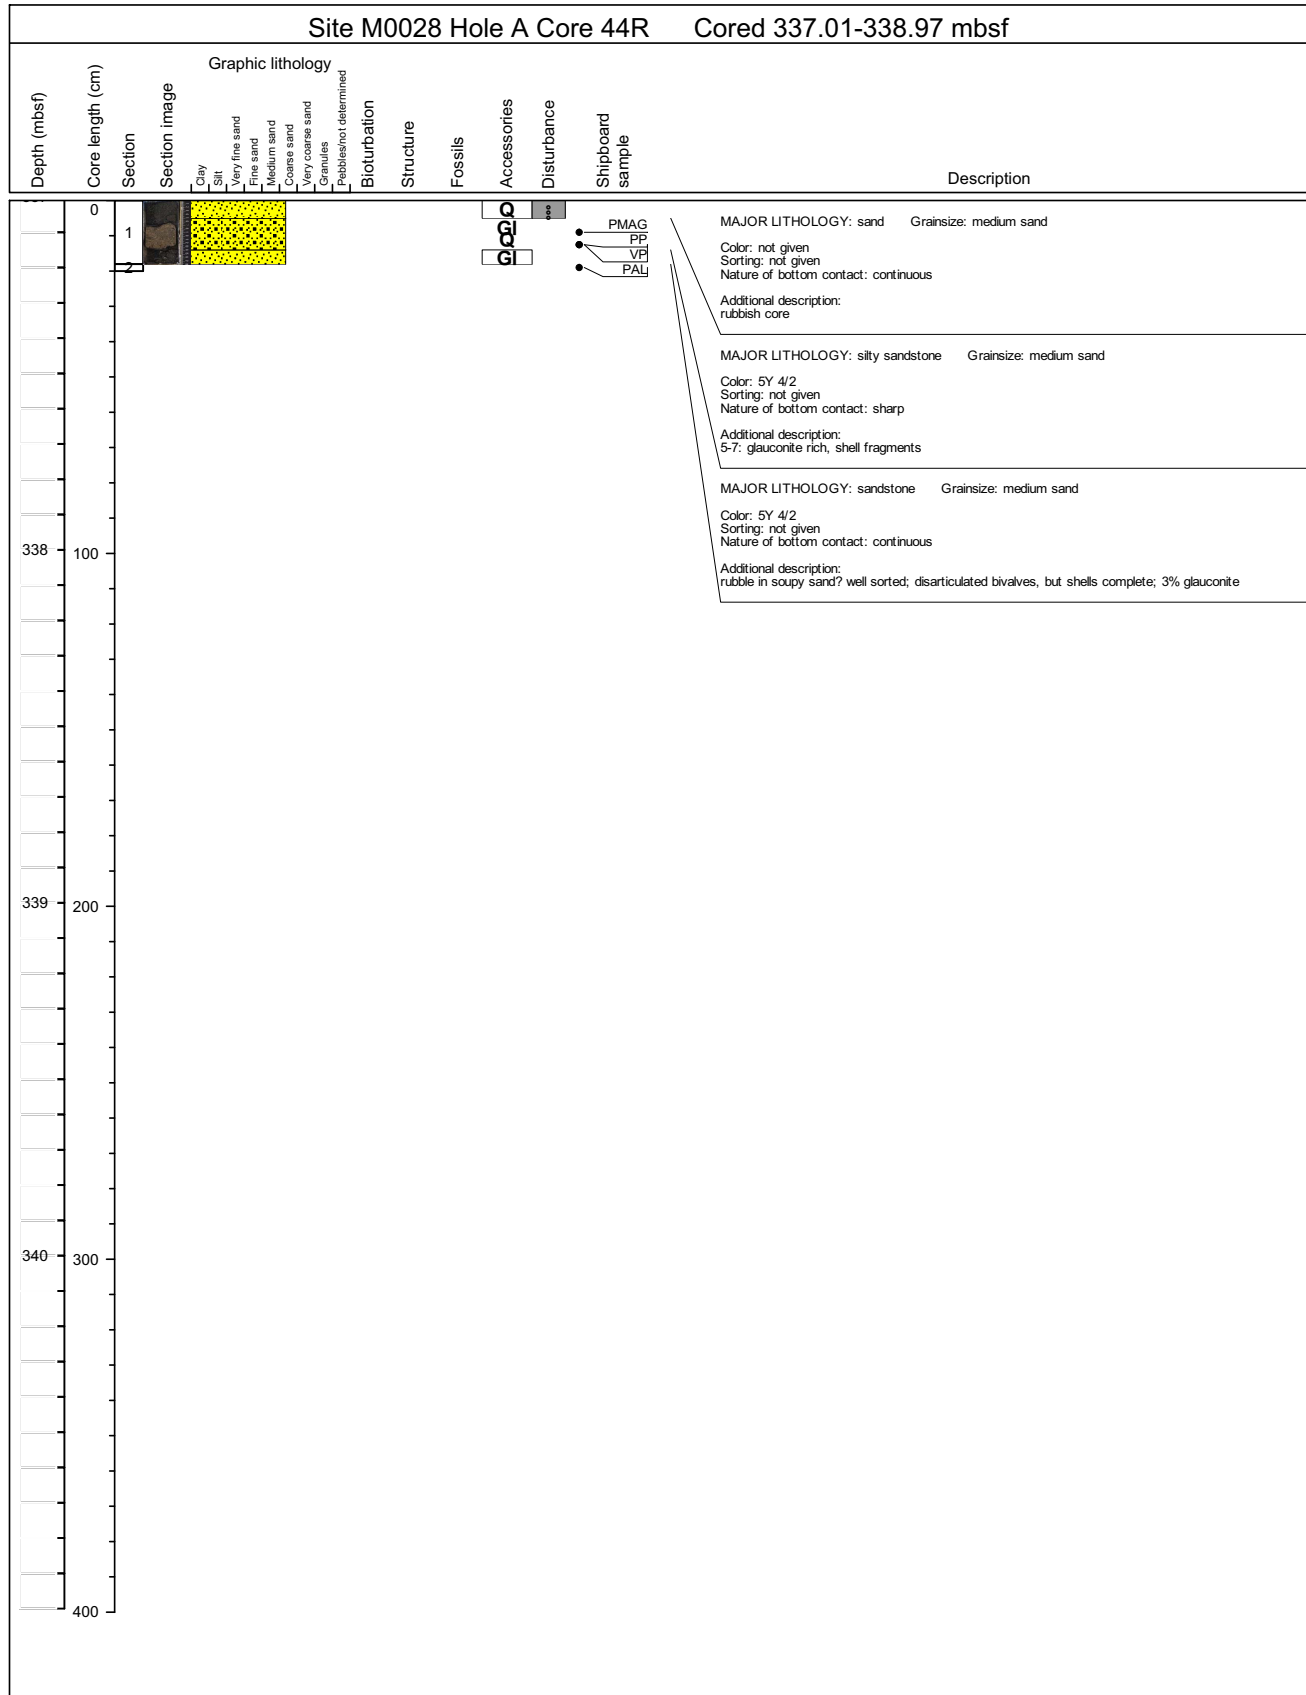 Site M0028 Hole A Core 44R Cored 337.01-338.97 mbsf
Graphic lithology
Depth (mbsf)
Core length (cm)
Section
Section image
Clay
Silt
Very fine sand
Fine sand
Medium sand
Coarse sand
Very coarse sand
Granules
Pebbles/not determined
Bioturbation
Structure
Fossils
Accessories
Disturbance
Shipboard
sample
Description
0
1
2
Q
Gl
Q
Gl
PMAG
PP
VP
PAL
MAJOR LITHOLOGY: sand Grainsize: medium sand
Color: not given
Sorting: not given
Nature of bottom contact: continuous
Additional description:
rubbish core
MAJOR LITHOLOGY: silty sandstone Grainsize: medium sand
Color: 5Y 4/2
Sorting: not given
Nature of bottom contact: sharp
Additional description:
5-7: glauconite rich, shell fragments
MAJOR LITHOLOGY: sandstone Grainsize: medium sand
Color: 5Y 4/2
Sorting: not given
Nature of bottom contact: continuous
Additional description:
rubble in soupy sand? well sorted; disarticulated bivalves, but shells complete; 3% glauconite
338 100
339 200
340 300
400